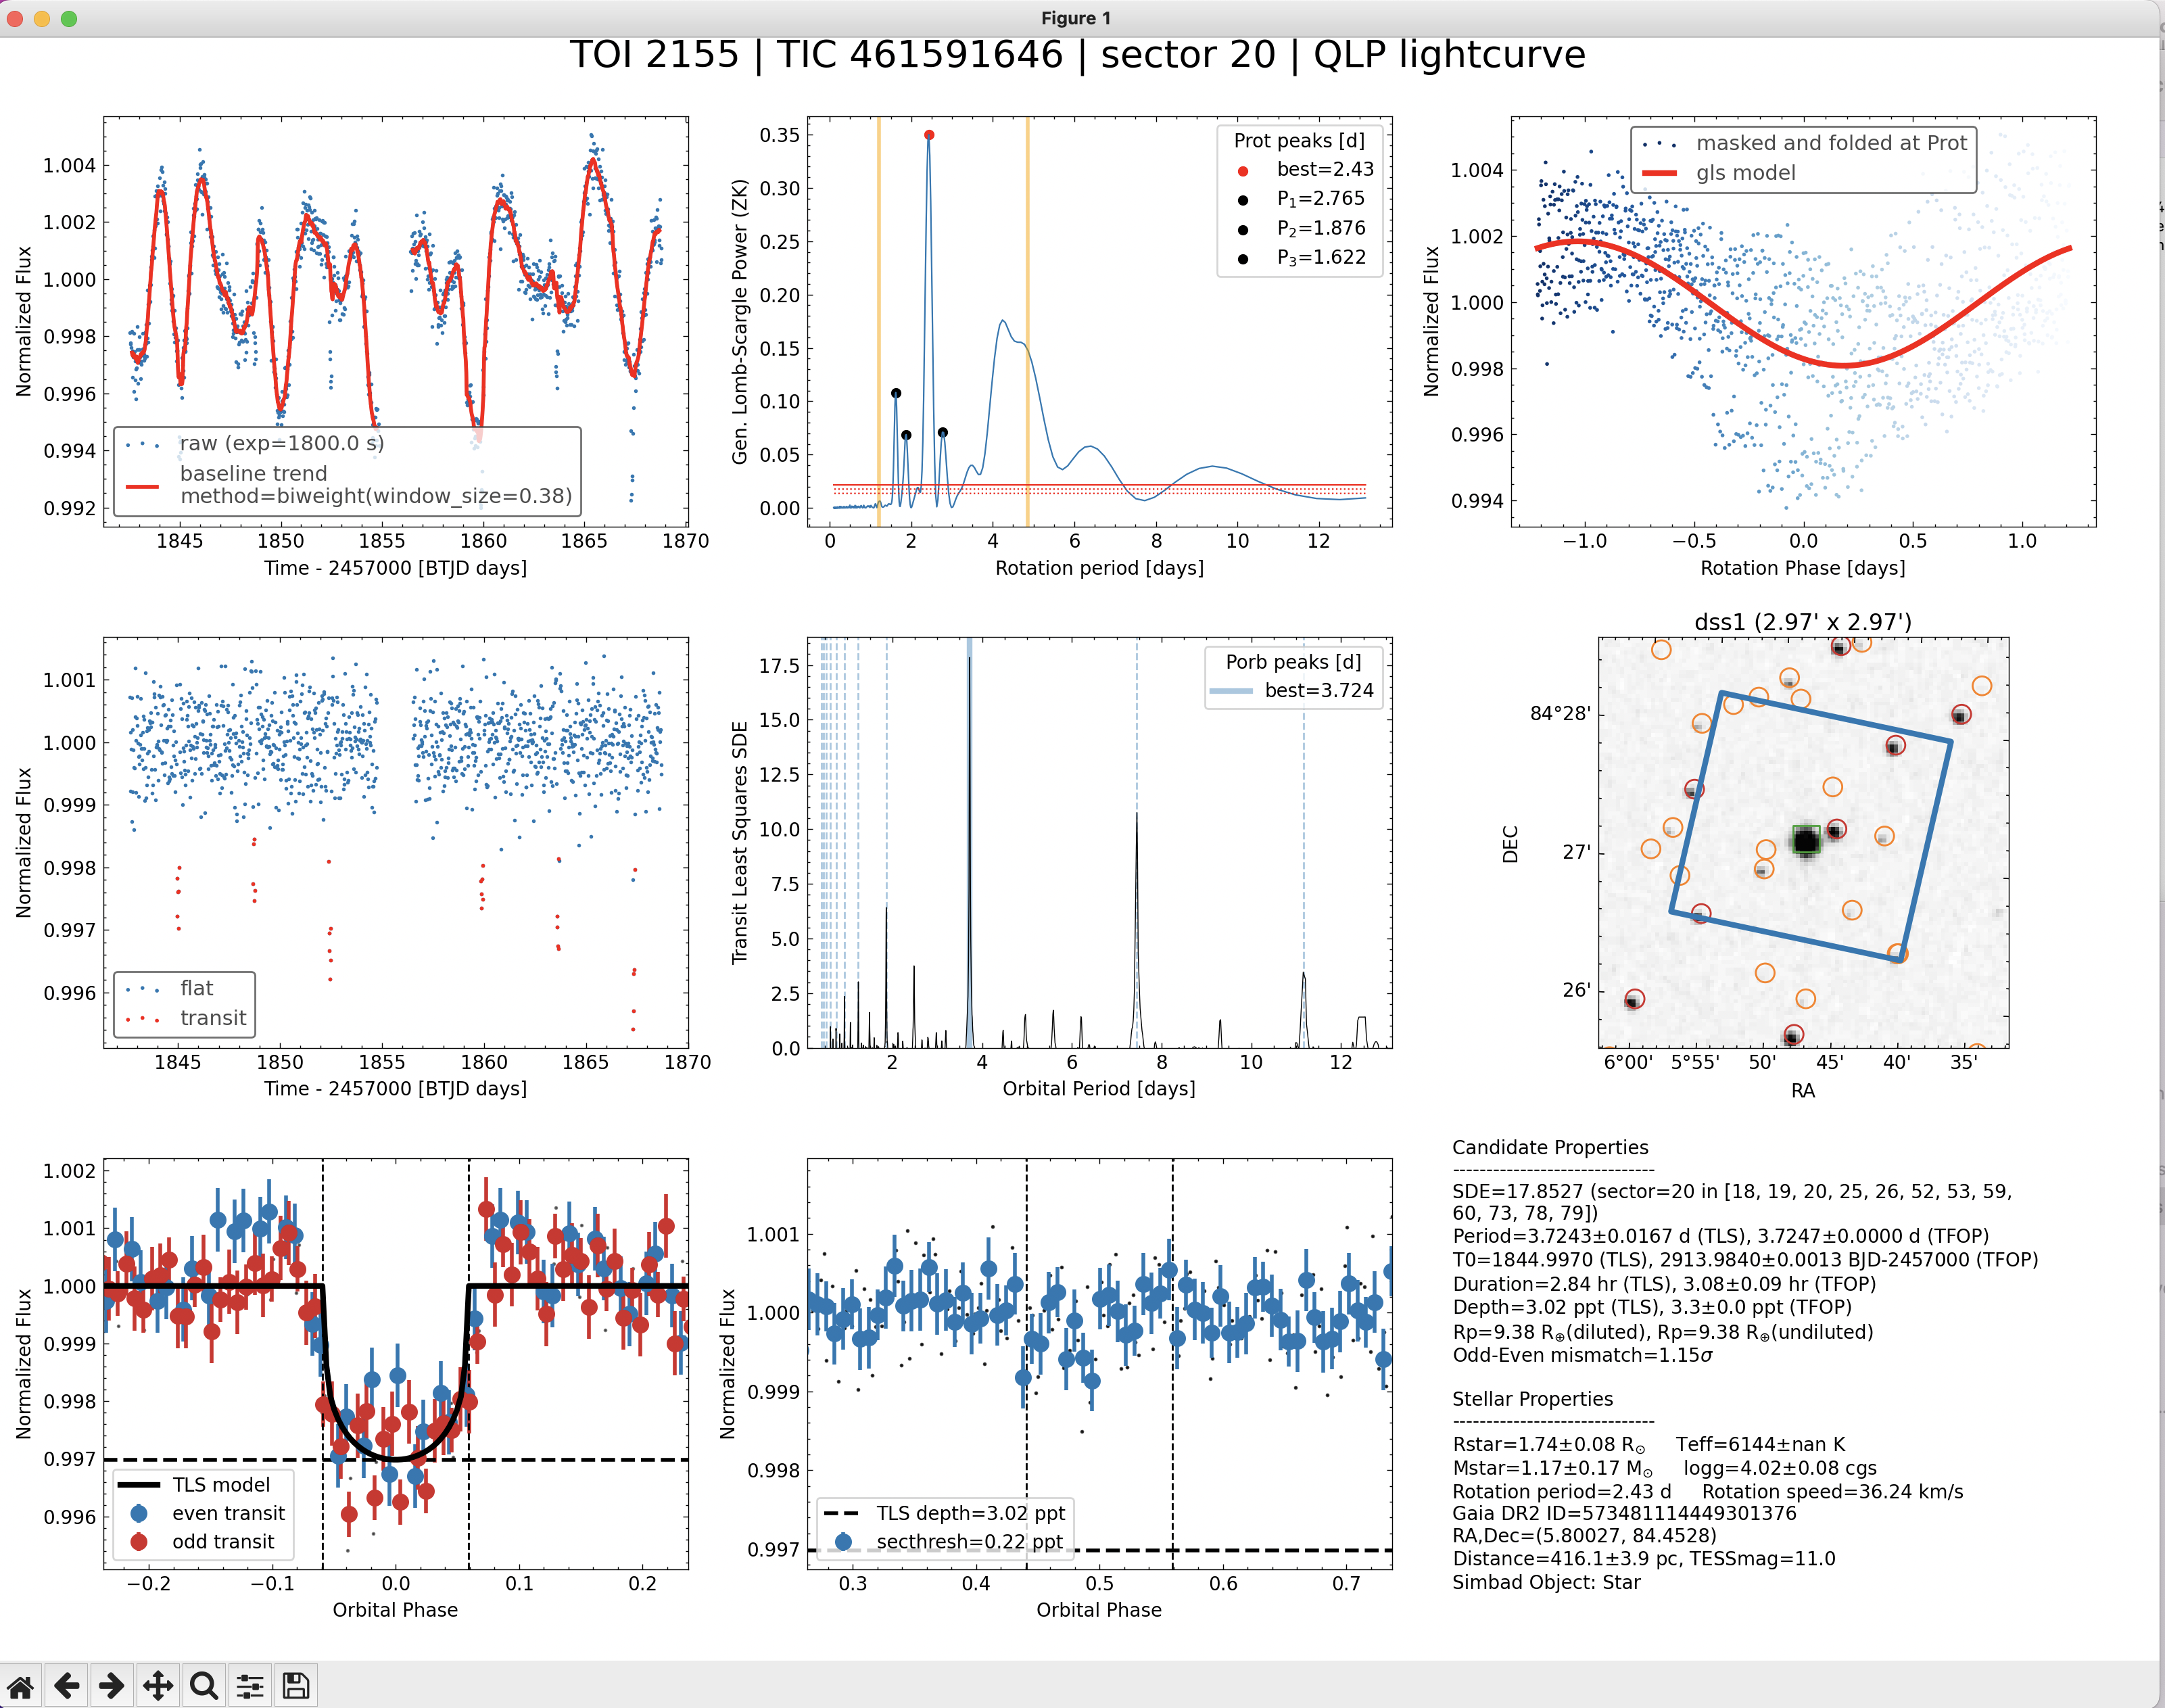 Figure 1
TOI 2155 | TIC 461591646 | sector 20 | QLP lightcurve
Normalized Flux
1.004
1.002
1.000
0.998
0.996
0.994
0.992
raw (exp=1800.0 s)
baseline trend
method=biweight(window_size=0.38)
1845 1850 1855 1860 1865 1870
Time - 2457000 [BTJD days]
Gen. Lomb-Scargle Power (ZK)
0.35
0.30
0.25
0.20
0.15
0.10
0.05
0.00
Prot peaks [d]
best=2.43
P₁=2.765
P₂=1.876
P₃=1.622
0 2 4 6 8 10 12
Rotation period [days]
Normalized Flux
1.004
1.002
1.000
0.998
0.996
0.994
masked and folded at Prot
gls model
−1.0 −0.5 0.0 0.5 1.0
Rotation Phase [days]
Normalized Flux
1.001
1.000
0.999
0.998
0.997
0.996
flat
transit
1845 1850 1855 1860 1865 1870
Time - 2457000 [BTJD days]
Transit Least Squares SDE
17.5
15.0
12.5
10.0
7.5
5.0
2.5
0.0
Porb peaks [d]
best=3.724
2 4 6 8 10 12
Orbital Period [days]
dss1 (2.97' x 2.97')
DEC
84°28'
27'
26'
6°00' 5°55' 50' 45' 40' 35'
RA
Normalized Flux
1.002
1.001
1.000
0.999
0.998
0.997
0.996
TLS model
even transit
odd transit
−0.2 −0.1 0.0 0.1 0.2
Orbital Phase
Normalized Flux
1.001
1.000
0.999
0.998
0.997
TLS depth=3.02 ppt
secthresh=0.22 ppt
0.3 0.4 0.5 0.6 0.7
Orbital Phase
Candidate Properties
------------------------------
SDE=17.8527 (sector=20 in [18, 19, 20, 25, 26, 52, 53, 59,
60, 73, 78, 79])
Period=3.7243±0.0167 d (TLS), 3.7247±0.0000 d (TFOP)
T0=1844.9970 (TLS), 2913.9840±0.0013 BJD-2457000 (TFOP)
Duration=2.84 hr (TLS), 3.08±0.09 hr (TFOP)
Depth=3.02 ppt (TLS), 3.3±0.0 ppt (TFOP)
Rp=9.38 R⊕(diluted), Rp=9.38 R⊕(undiluted)
Odd-Even mismatch=1.15σ
Stellar Properties
------------------------------
Rstar=1.74±0.08 R⊙ Teff=6144±nan K
Mstar=1.17±0.17 M⊙ logg=4.02±0.08 cgs
Rotation period=2.43 d Rotation speed=36.24 km/s
Gaia DR2 ID=573481114449301376
RA,Dec=(5.80027, 84.4528)
Distance=416.1±3.9 pc, TESSmag=11.0
Simbad Object: Star